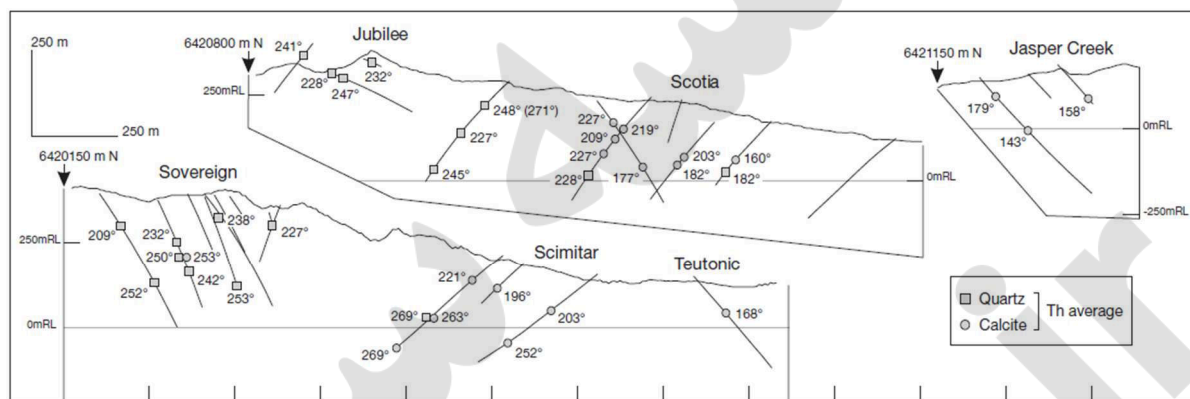 250 m
250 m
6420800 m N
Jubilee
241°
228°
247°
232°
250mRL
Scotia
248° (271°)
227°
245°
227°
219°
209°
227°
228°
177°
203°
182°
160°
182°
0mRL
6421150 m N
Jasper Creek
179°
158°
143°
0mRL
-250mRL
6420150 m N
Sovereign
209°
232°
250°
253°
242°
252°
238°
253°
227°
250mRL
0mRL
Scimitar
221°
196°
269°
263°
269°
203°
252°
Teutonic
168°
Quartz
Calcite
Th average